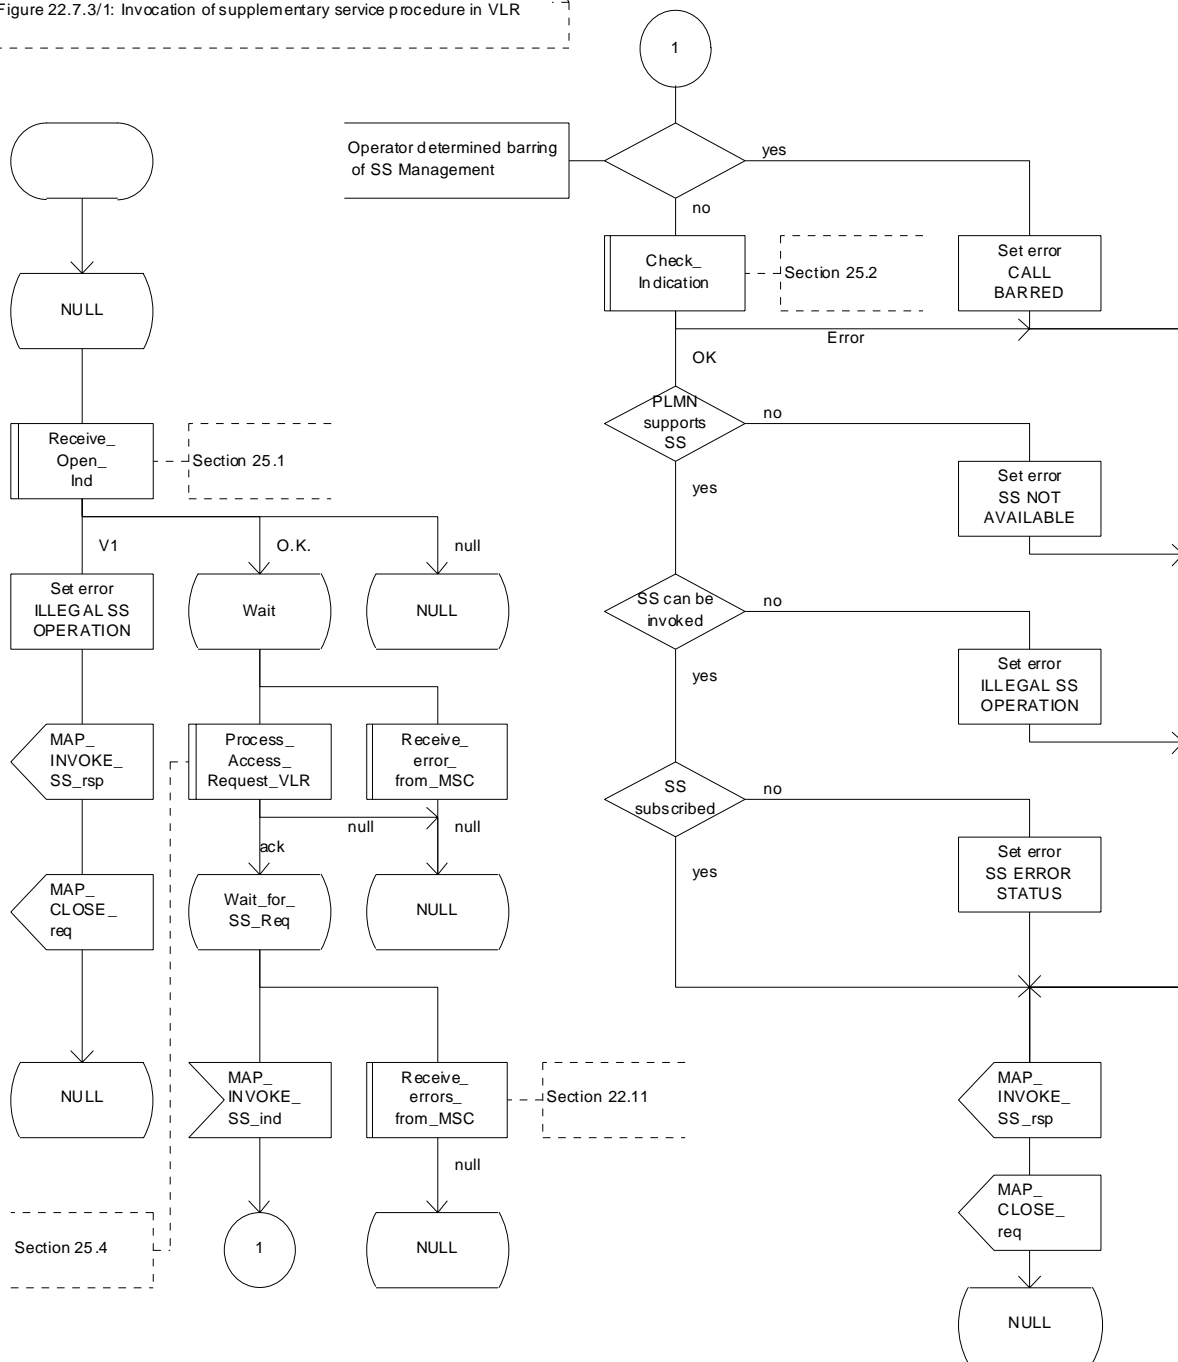 Figure 22.7.3/1: Invocation of supplementary service procedure in VLR
NULL
Receive_
Open_
Ind
Section 25.1
V1
O.K.
null
Set error
ILLEGAL SS
OPERATION
Wait
NULL
MAP_
INVOKE_
SS_rsp
Process_
Access_
Request_VLR
Receive_
error_
from_MSC
null
null
ack
MAP_
CLOSE_
req
Wait_for_
SS_Req
NULL
NULL
MAP_
INVOKE_
SS_ind
Receive_
errors_
from_MSC
Section 22.11
null
Section 25.4
1
NULL
1
Operator determined barring
of SS Management
yes
no
Check_
Indication
Section 25.2
Set error
CALL
BARRED
Error
OK
PLMN
supports
SS
no
yes
Set error
SS NOT
AVAILABLE
SS can be
invoked
no
yes
Set error
ILLEGAL SS
OPERATION
SS
subscribed
no
yes
Set error
SS ERROR
STATUS
MAP_
INVOKE_
SS_rsp
MAP_
CLOSE_
req
NULL